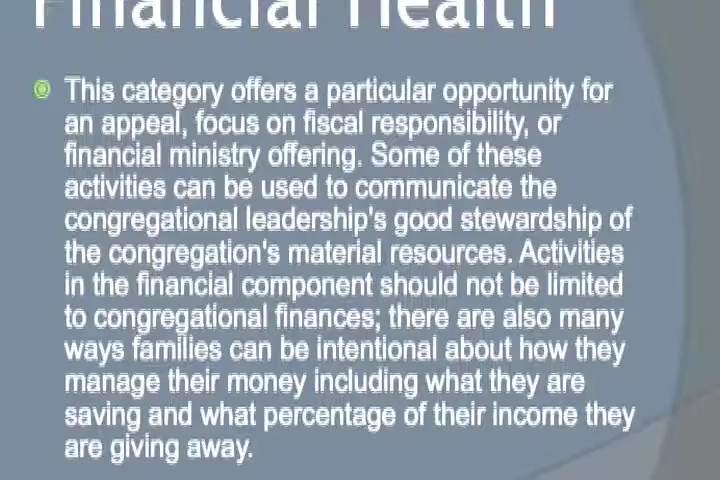 Financial Health
This category offers a particular opportunity for
an appeal, focus on fiscal responsibility, or
financial ministry offering. Some of these
activities can be used to communicate the
congregational leadership's good stewardship of
the congregation's material resources. Activities
in the financial component should not be limited
to congregational finances; there are also many
ways families can be intentional about how they
manage their money including what they are
saving and what percentage of their income they
are giving away.